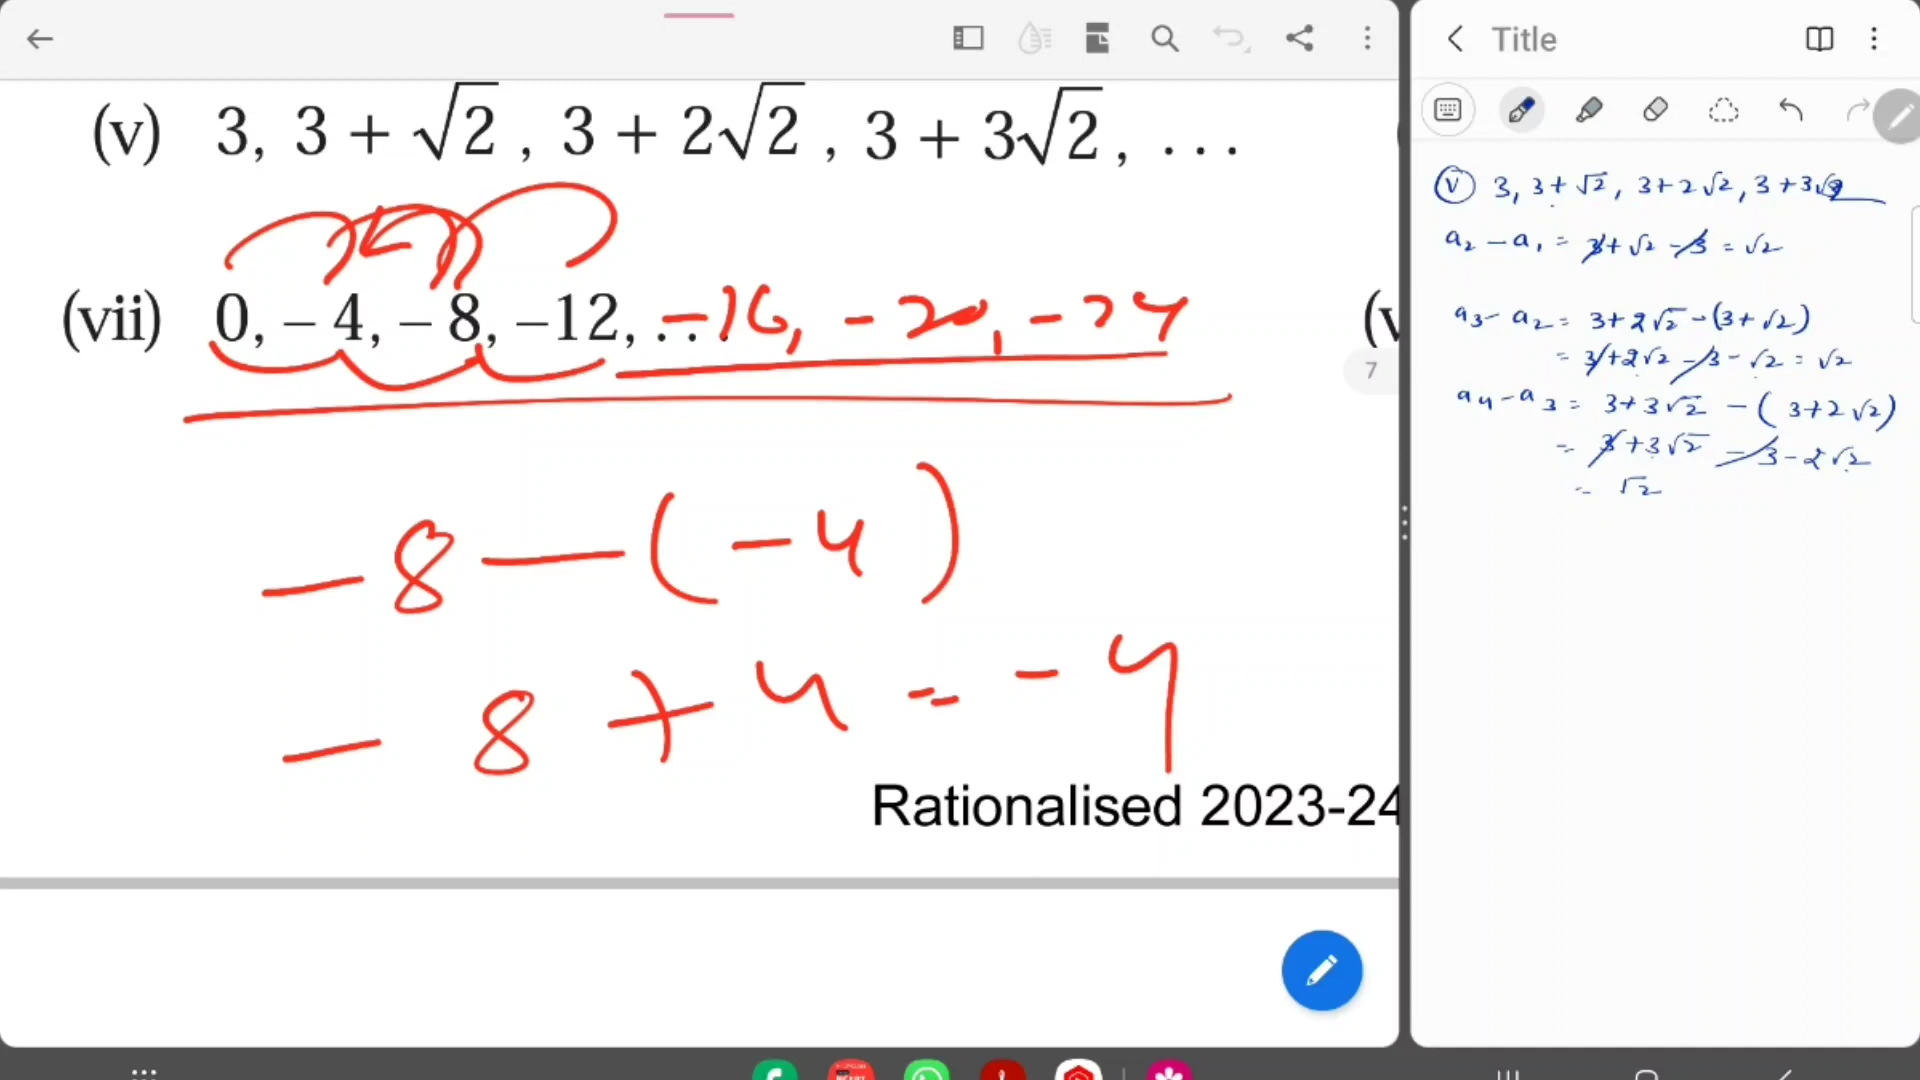 (v) 3, 3 + √2, 3 + 2√2, 3 + 3√2, ...
(vii) 0, – 4, – 8, –12, ... –16, –20, –24
7
–8 – (–4)
– 8 + 4 = – 4
Rationalised 2023-24
Title
(v) 3, 3 + √2, 3 + 2√2, 3 + 3√2
a₂ – a₁ = 3 + √2 – 3 = √2
a₃ – a₂ = 3 + 2√2 – (3 + √2)
= 3 + 2√2 – 3 – √2 = √2
a₄ – a₃ = 3 + 3√2 – (3 + 2√2)
= 3 + 3√2 – 3 – 2√2
= √2